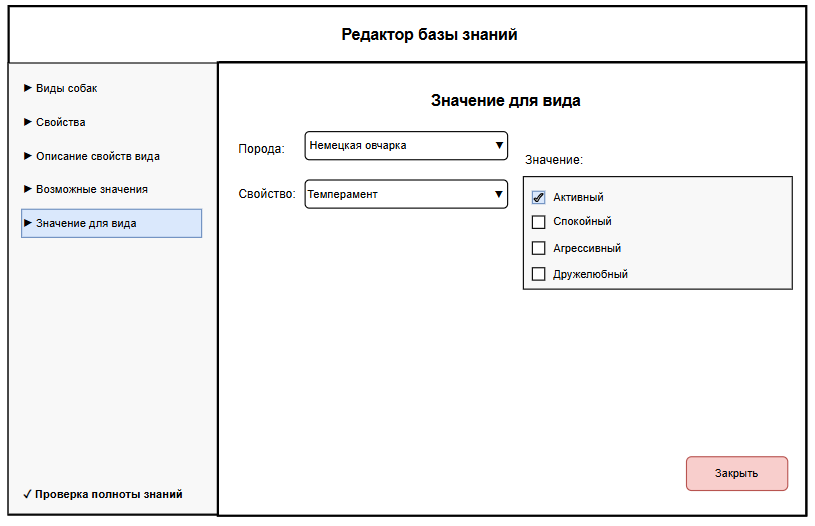 Редактор базы знаний
► Виды собак
► Свойства
► Описание свойств вида
► Возможные значения
► Значение для вида
✓ Проверка полноты знаний
Значение для вида
Порода: Немецкая овчарка ▼
Свойство: Темперамент ▼
Значение:
Активный
Спокойный
Агрессивный
Дружелюбный
Закрыть